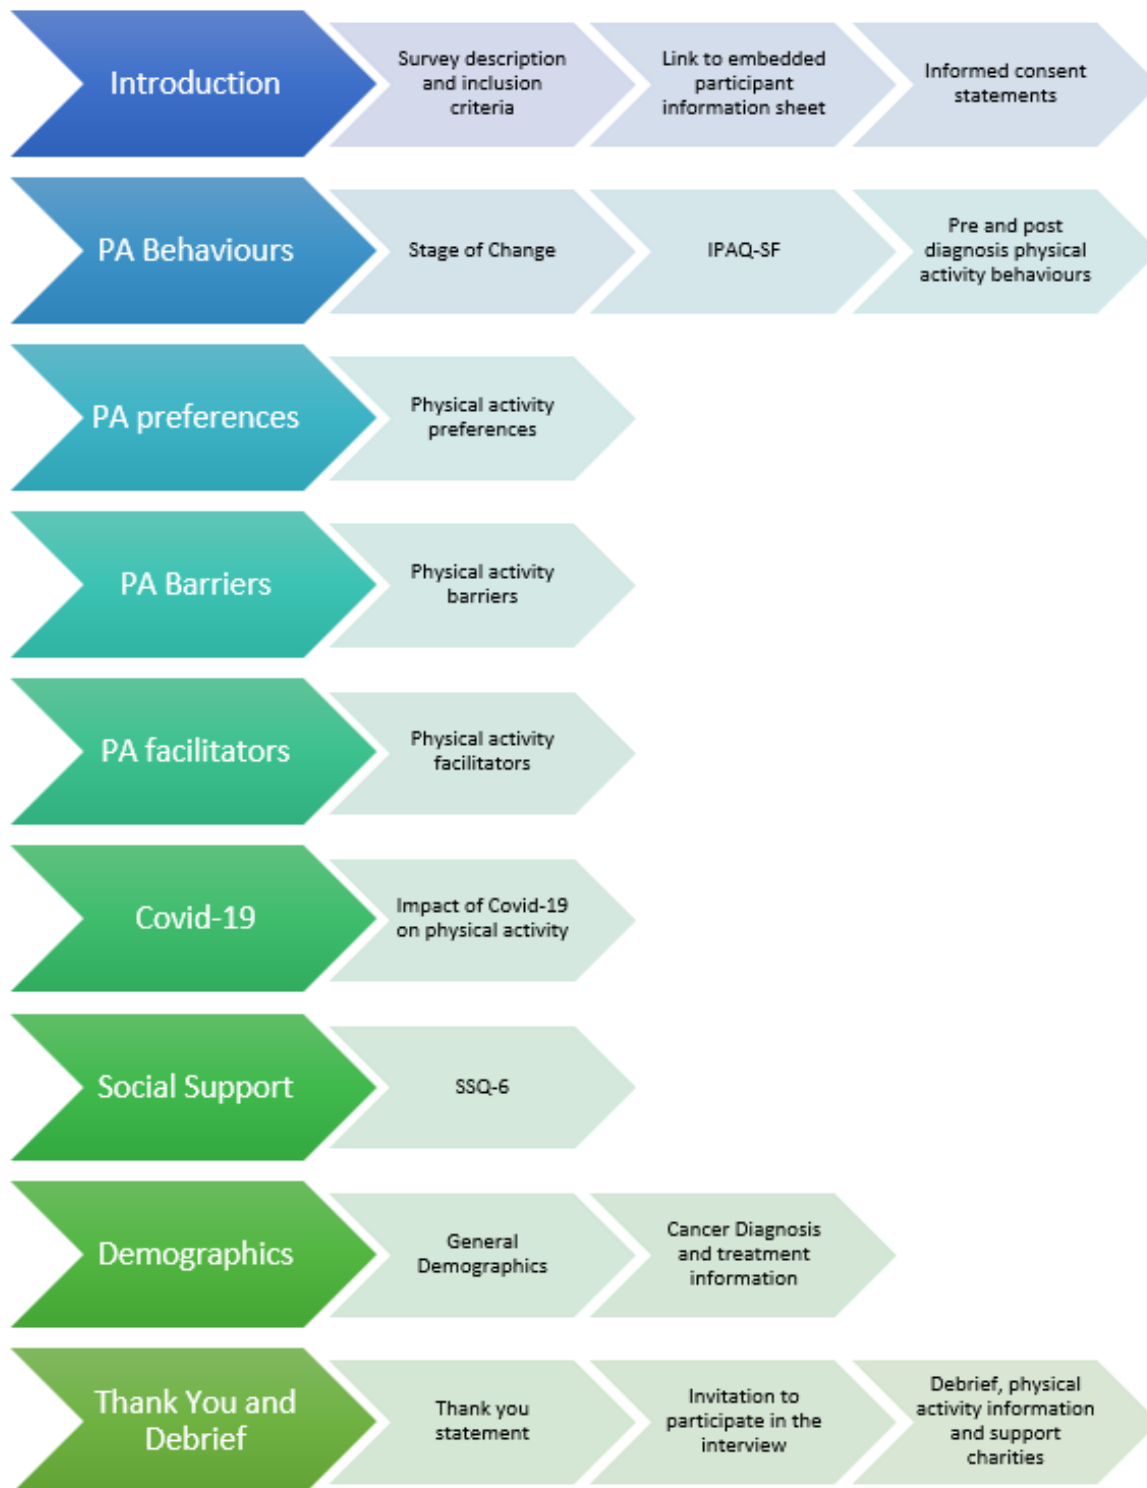 Introduction
Survey description
and inclusion
criteria
Link to embedded
participant
information sheet
Informed consent
statements
PA Behaviours
Stage of Change
IPAQ-SF
Pre and post
diagnosis physical
activity behaviours
PA preferences
Physical activity
preferences
PA Barriers
Physical activity
barriers
PA facilitators
Physical activity
facilitators
Covid-19
Impact of Covid-19
on physical activity
Social Support
SSQ-6
Demographics
General
Demographics
Cancer Diagnosis
and treatment
information
Thank You and
Debrief
Thank you
statement
Invitation to
participate in the
interview
Debrief, physical
activity information
and support
charities